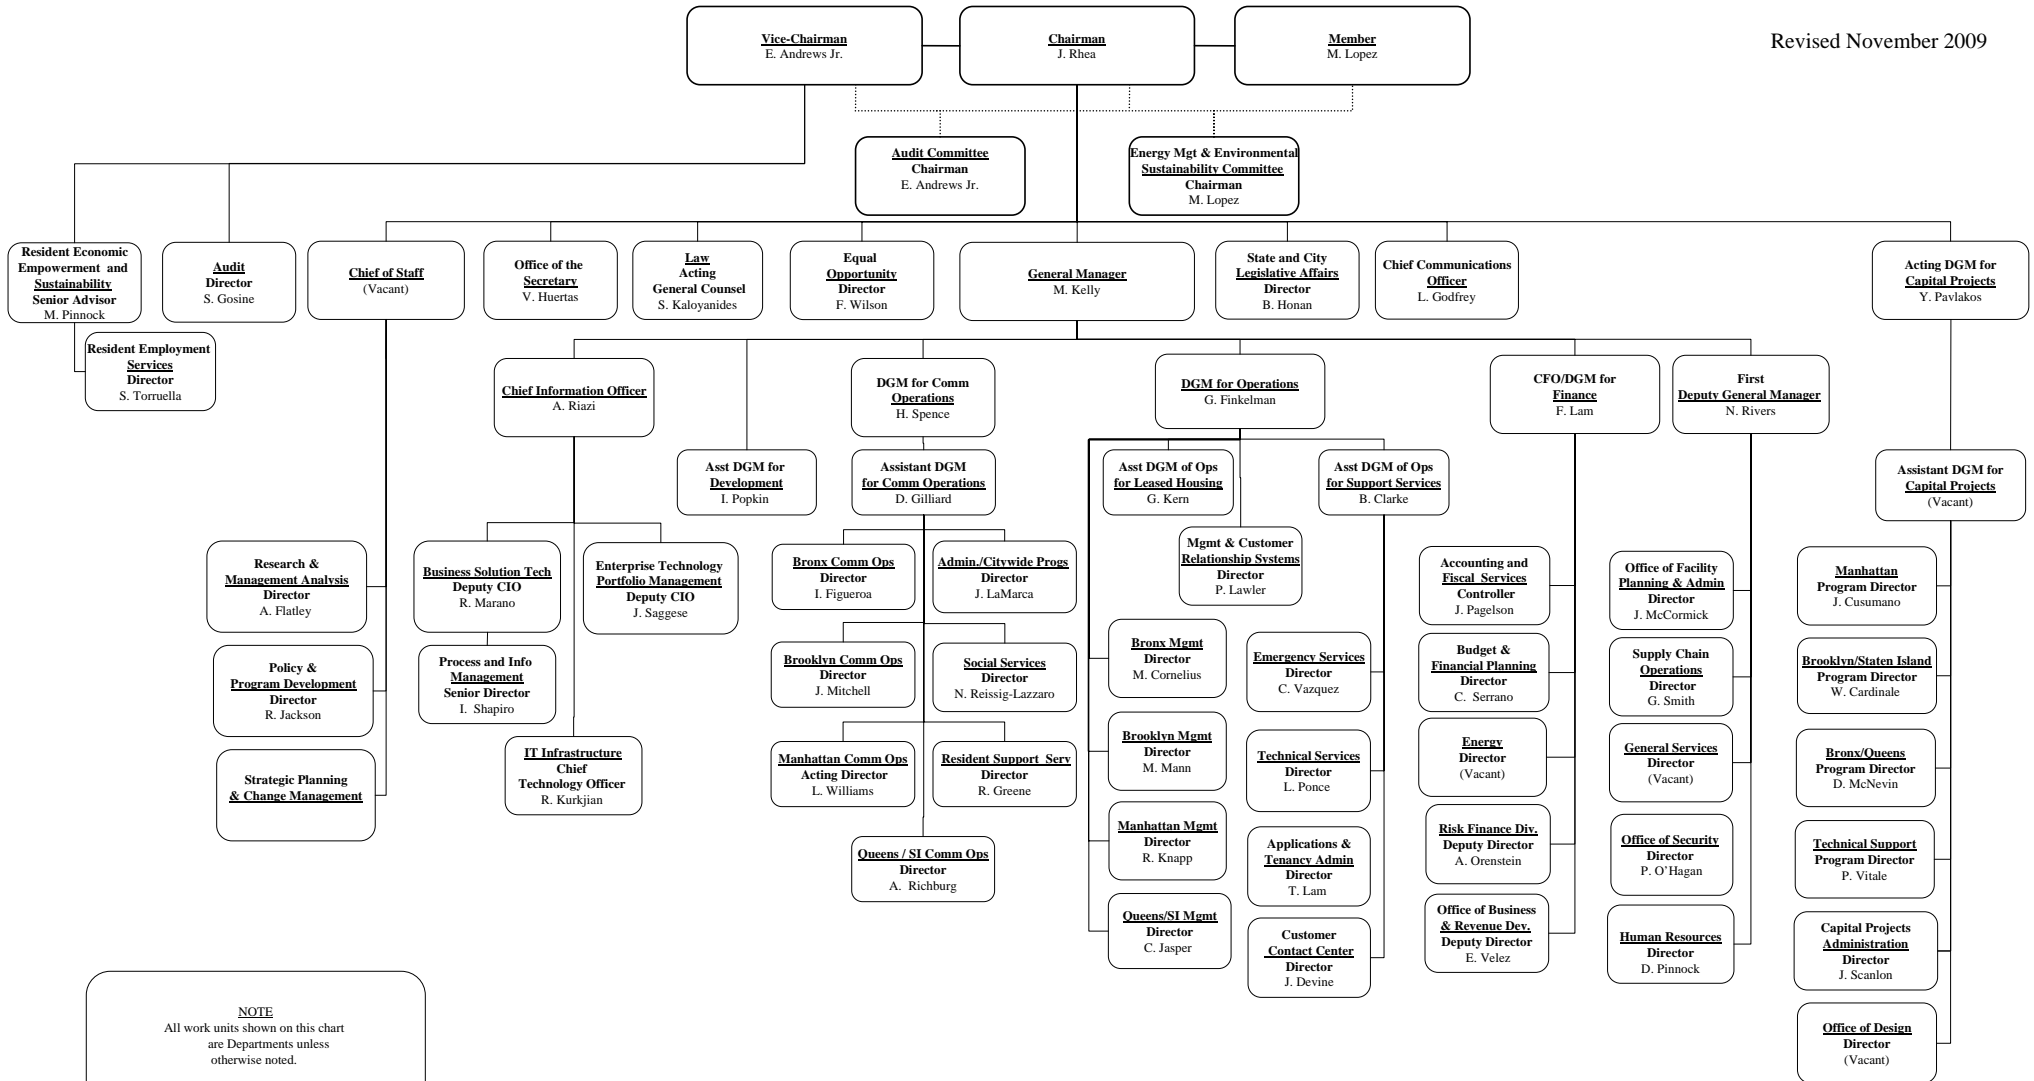 Revised November 2009
Vice-Chairman
E. Andrews Jr.
Chairman
J. Rhea
Member
M. Lopez
Audit Committee
Chairman
E. Andrews Jr.
Energy Mgt & Environmental
Sustainability Committee
Chairman
M. Lopez
Resident Economic
Empowerment and
Sustainability
Senior Advisor
M. Pinnock
Audit
Director
S. Gosine
Chief of Staff
(Vacant)
Office of the
Secretary
V. Huertas
Law
Acting
General Counsel
S. Kaloyanides
Equal
Opportunity
Director
F. Wilson
General Manager
M. Kelly
State and City
Legislative Affairs
Director
B. Honan
Chief Communications
Officer
L. Godfrey
Acting DGM for
Capital Projects
Y. Pavlakos
Resident Employment
Services
Director
S. Torruella
Chief Information Officer
A. Riazi
DGM for Comm
Operations
H. Spence
DGM for Operations
G. Finkelman
CFO/DGM for
Finance
F. Lam
First
Deputy General Manager
N. Rivers
Asst DGM for
Development
I. Popkin
Assistant DGM
for Comm Operations
D. Gilliard
Asst DGM of Ops
for Leased Housing
G. Kern
Asst DGM of Ops
for Support Services
B. Clarke
Assistant DGM for
Capital Projects
(Vacant)
Research &
Management Analysis
Director
A. Flatley
Policy &
Program Development
Director
R. Jackson
Strategic Planning
& Change Management
Business Solution Tech
Deputy CIO
R. Marano
Enterprise Technology
Portfolio Management
Deputy CIO
J. Saggese
Process and Info
Management
Senior Director
I. Shapiro
IT Infrastructure
Chief
Technology Officer
R. Kurkjian
Bronx Comm Ops
Director
I. Figueroa
Admin./Citywide Progs
Director
J. LaMarca
Brooklyn Comm Ops
Director
J. Mitchell
Social Services
Director
N. Reissig-Lazzaro
Manhattan Comm Ops
Acting Director
L. Williams
Resident Support Serv
Director
R. Greene
Queens / SI Comm Ops
Director
A. Richburg
Mgmt & Customer
Relationship Systems
Director
P. Lawler
Bronx Mgmt
Director
M. Cornelius
Brooklyn Mgmt
Director
M. Mann
Manhattan Mgmt
Director
R. Knapp
Queens/SI Mgmt
Director
C. Jasper
Emergency Services
Director
C. Vazquez
Technical Services
Director
L. Ponce
Applications &
Tenancy Admin
Director
T. Lam
Customer
Contact Center
Director
J. Devine
Accounting and
Fiscal Services
Controller
J. Pagelson
Budget &
Financial Planning
Director
C. Serrano
Energy
Director
(Vacant)
Risk Finance Div.
Deputy Director
A. Orenstein
Office of Business
& Revenue Dev.
Deputy Director
E. Velez
Office of Facility
Planning & Admin
Director
J. McCormick
Supply Chain
Operations
Director
G. Smith
General Services
Director
(Vacant)
Office of Security
Director
P. O’Hagan
Human Resources
Director
D. Pinnock
Manhattan
Program Director
J. Cusumano
Brooklyn/Staten Island
Program Director
W. Cardinale
Bronx/Queens
Program Director
D. McNevin
Technical Support
Program Director
P. Vitale
Capital Projects
Administration
Director
J. Scanlon
Office of Design
Director
(Vacant)
NOTE
All work units shown on this chart
are Departments unless
otherwise noted.